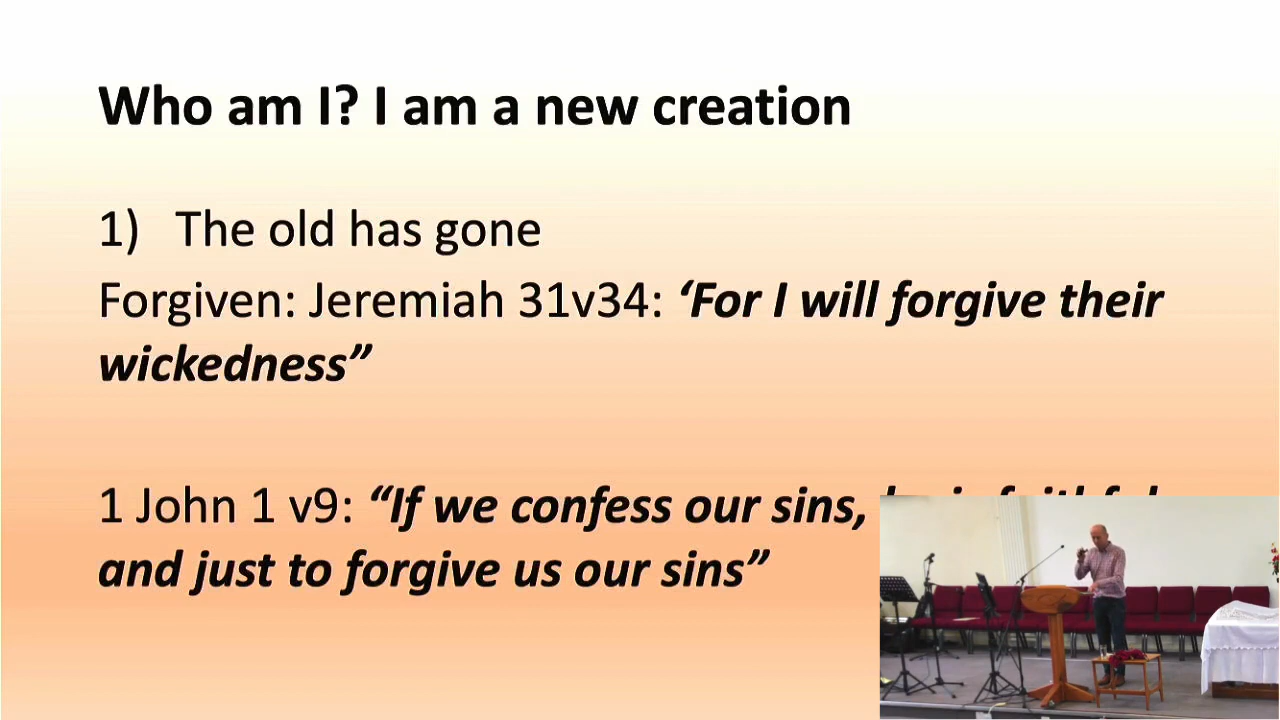 Who am I? I am a new creation
1) The old has gone
Forgiven: Jeremiah 31v34: ‘For I will forgive their
wickedness”
1 John 1 v9: “If we confess our sins,
and just to forgive us our sins”